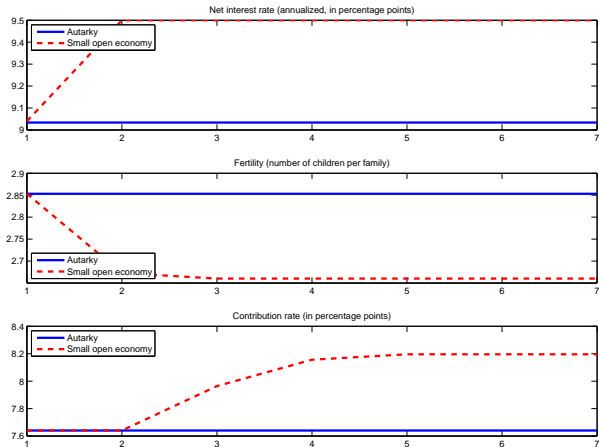 Net interest rate (annualized, in percentage points)
9.5
9.4
9.3
9.2
9.1
9
Autarky
Small open economy
1 2 3 4 5 6 7
Fertility (number of children per family)
2.9
2.85
2.8
2.75
2.7
Autarky
Small open economy
1 2 3 4 5 6 7
Contribution rate (in percentage points)
8.4
8.2
8
7.8
7.6
Autarky
Small open economy
1 2 3 4 5 6 7